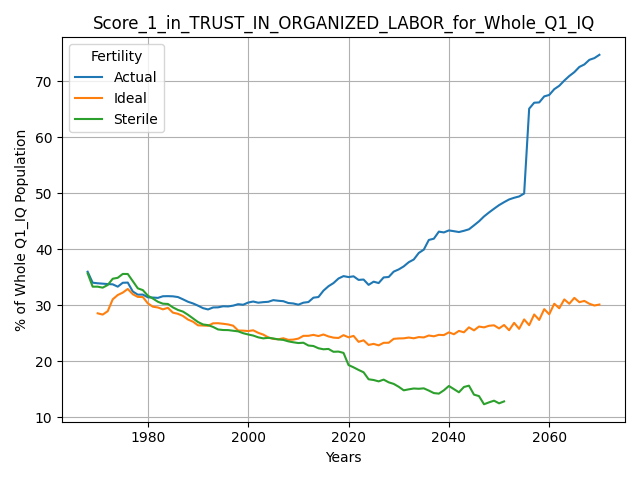 Score_1_in_TRUST_IN_ORGANIZED_LABOR_for_Whole_Q1_IQ
Fertility
Actual
Ideal
Sterile
% of Whole Q1_IQ Population
70
60
50
40
30
20
10
1980 2000 2020 2040 2060
Years